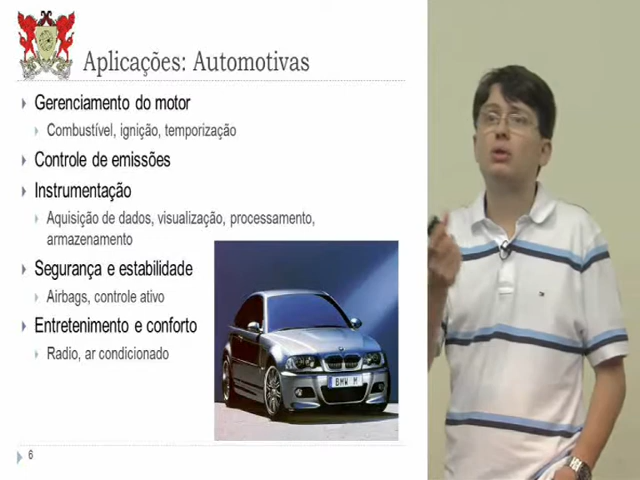 Aplicações: Automotivas
Gerenciamento do motor
Combustível, ignição, temporização
Controle de emissões
Instrumentação
Aquisição de dados, visualização, processamento,
armazenamento
Segurança e estabilidade
Airbags, controle ativo
Entretenimento e conforto
Radio, ar condicionado
BMW M
6